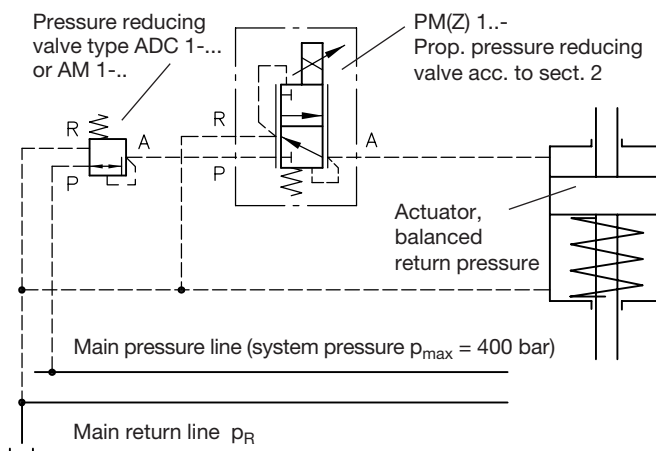 Pressure reducing
valve type ADC 1-...
or AM 1-..
PM(Z) 1..-
Prop. pressure reducing
valve acc. to sect. 2
R
A
P
R
A
P
Actuator,
balanced
return pressure
Main pressure line (system pressure pmax = 400 bar)
Main return line pR